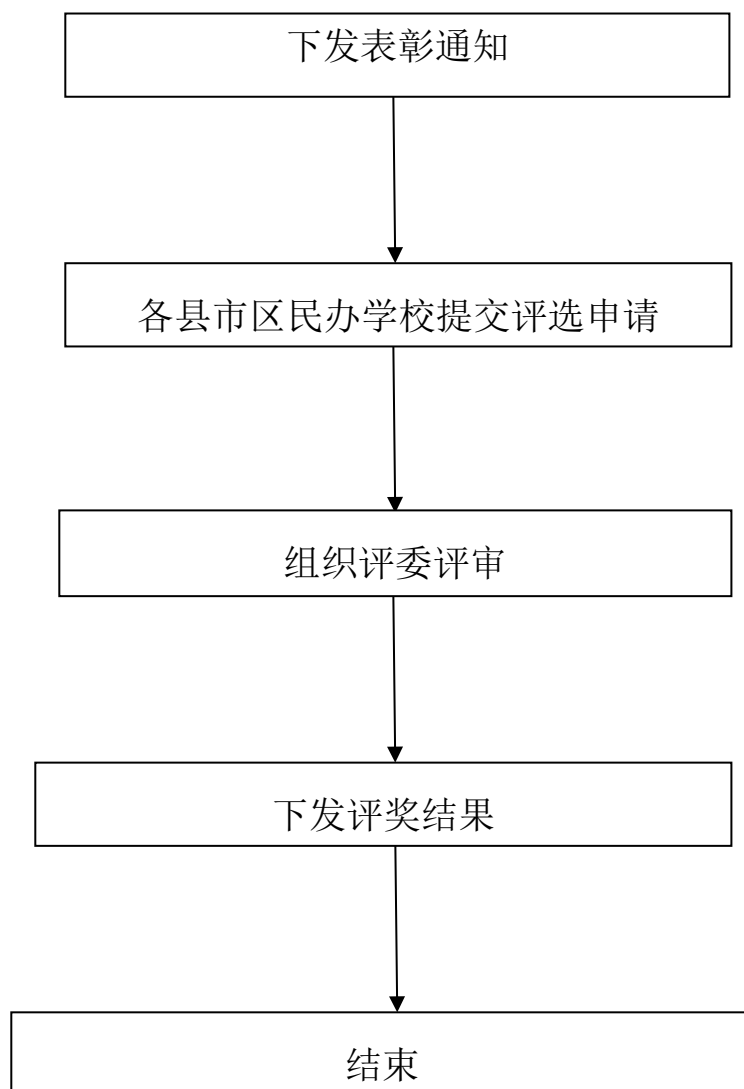 下发表彰通知
各县市区民办学校提交评选申请
组织评委评审
下发评奖结果
结束